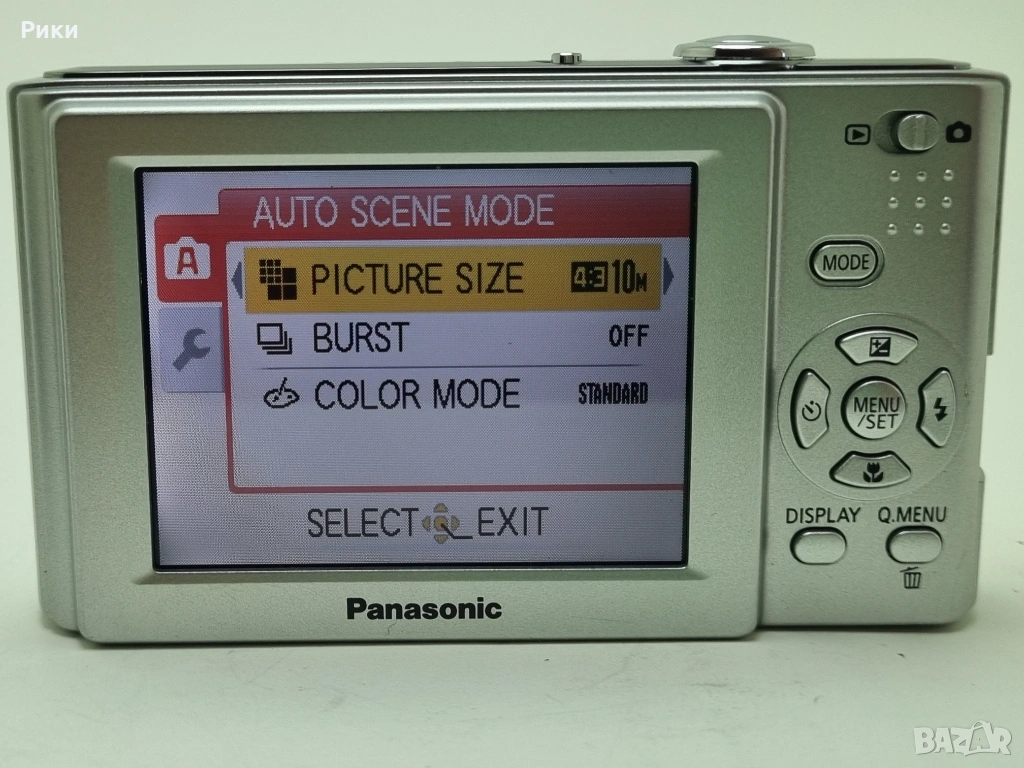 Рики
AUTO SCENE MODE
A
PICTURE SIZE 4:3 10M
BURST OFF
COLOR MODE STANDARD
SELECT EXIT
Panasonic
MODE
MENU
/SET
DISPLAY Q.MENU
BAZAR